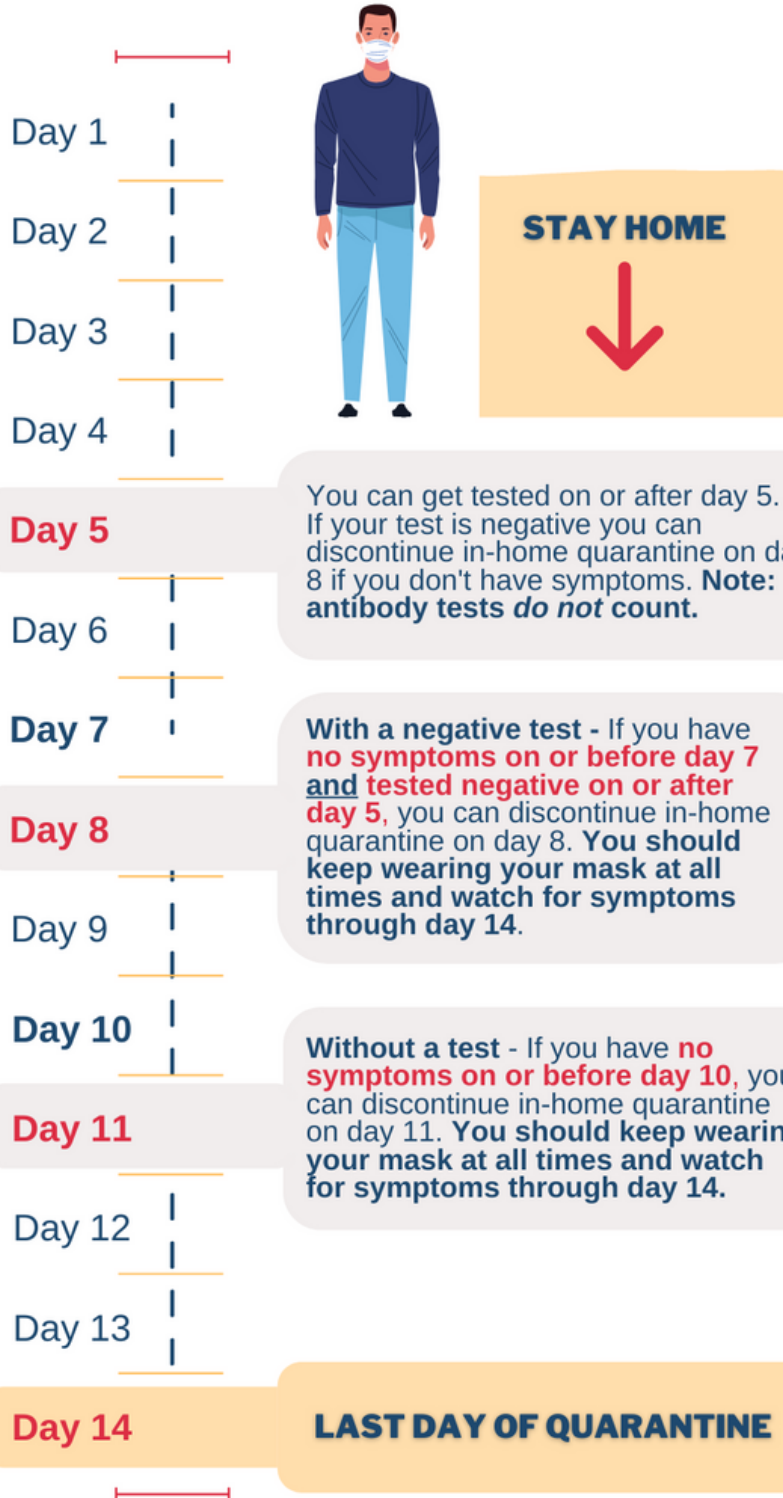 Day 1
Day 2
STAY HOME
Day 3
Day 4
Day 5
You can get tested on or after day 5.
If your test is negative you can
discontinue in-home quarantine on da
8 if you don't have symptoms. Note:
antibody tests do not count.
Day 6
Day 7
With a negative test - If you have
no symptoms on or before day 7
and tested negative on or after
day 5, you can discontinue in-home
quarantine on day 8. You should
keep wearing your mask at all
times and watch for symptoms
through day 14.
Day 8
Day 9
Day 10
Without a test - If you have no
symptoms on or before day 10, you
can discontinue in-home quarantine
on day 11. You should keep wearin
your mask at all times and watch
for symptoms through day 14.
Day 11
Day 12
Day 13
Day 14
LAST DAY OF QUARANTINE